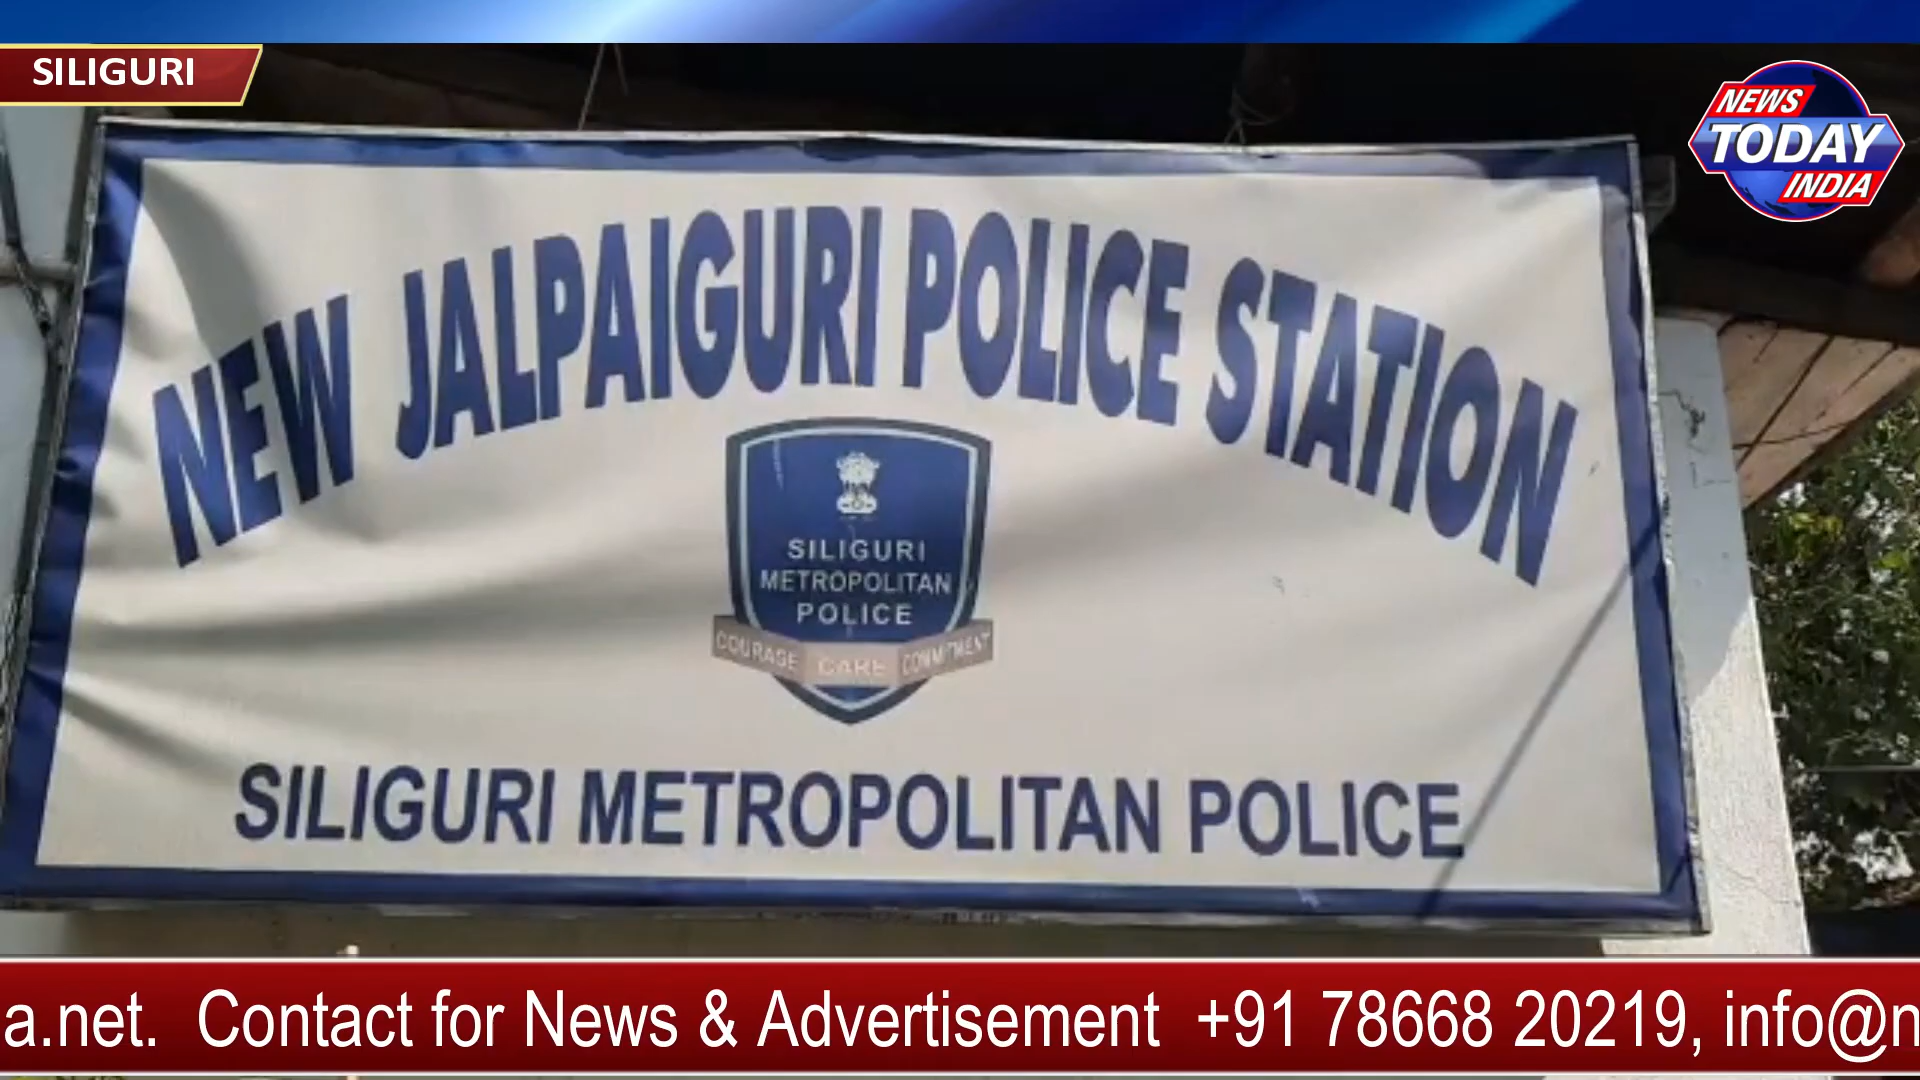 SILIGURI
NEWS
TODAY
INDIA
NEW JALPAIGURI POLICE STATION
SILIGURI
METROPOLITAN
POLICE
COURAGE CARE COMMITMENT
SILIGURI METROPOLITAN POLICE
a.net. Contact for News & Advertisement +91 78668 20219, info@n